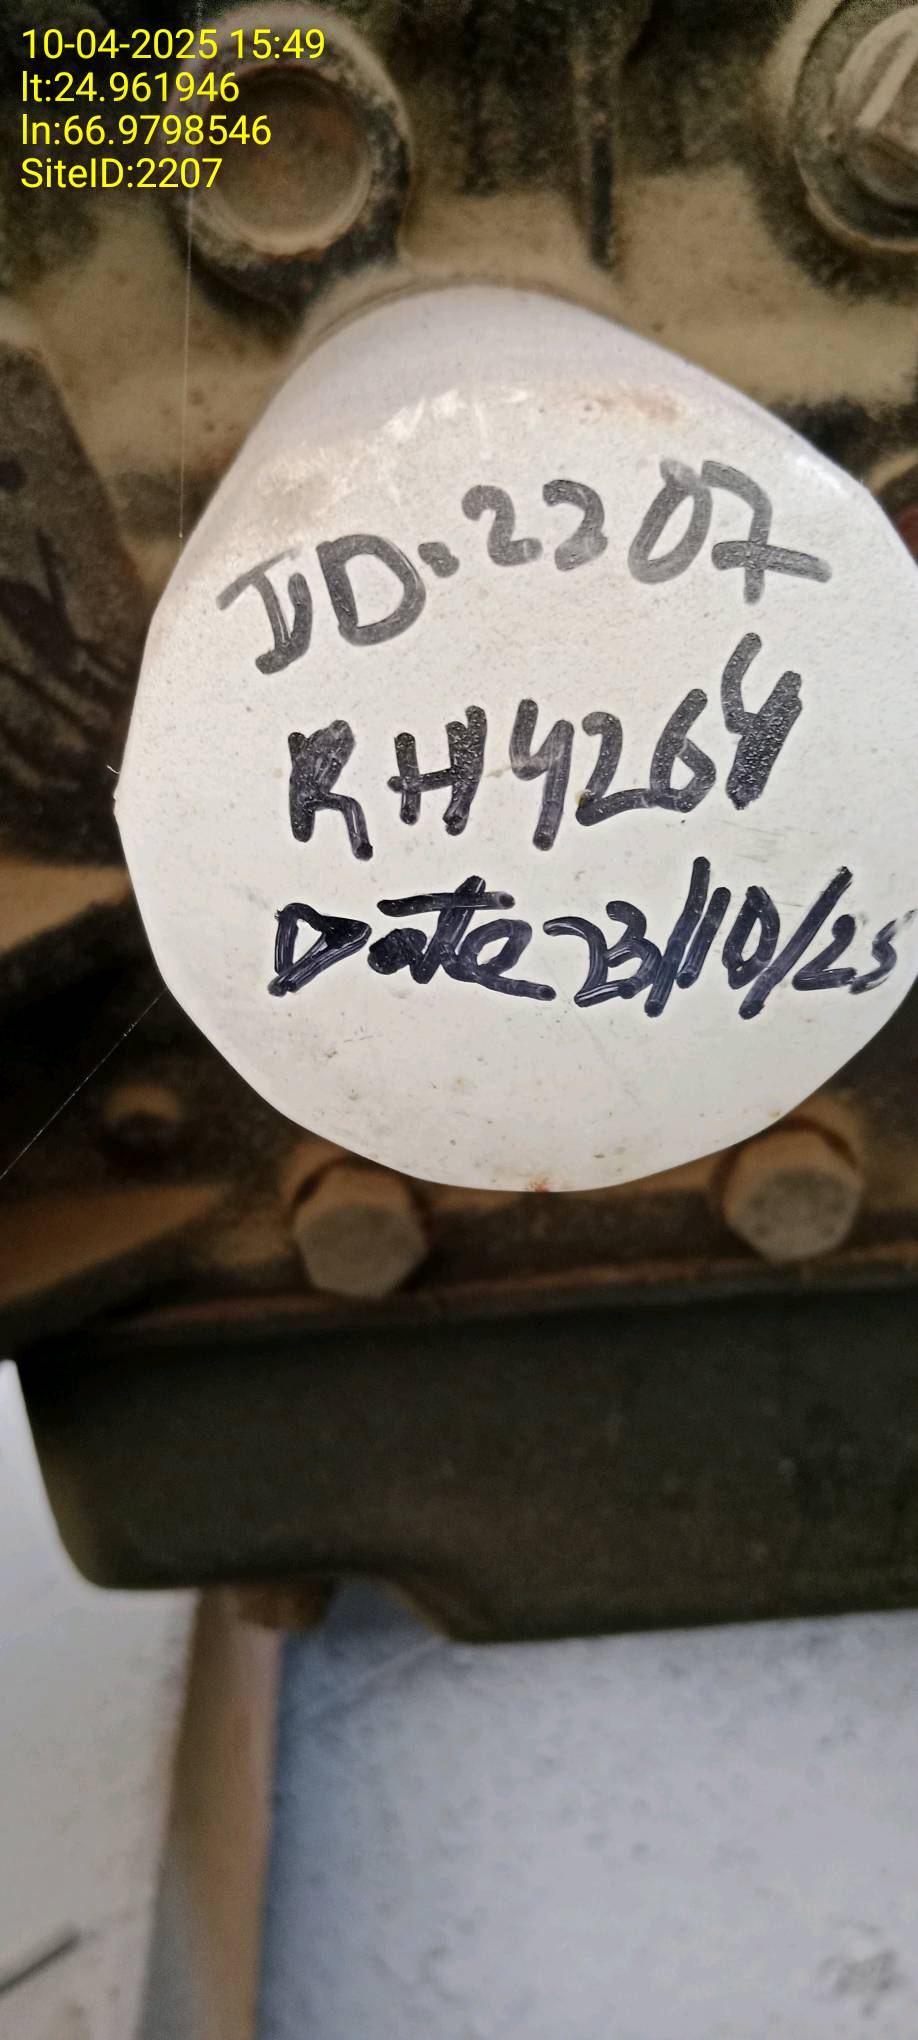 10-04-2025 15:49
lt:24.961946
ln:66.9798546
SiteID:2207
ID:2207
RH4264
Date 23/10/25